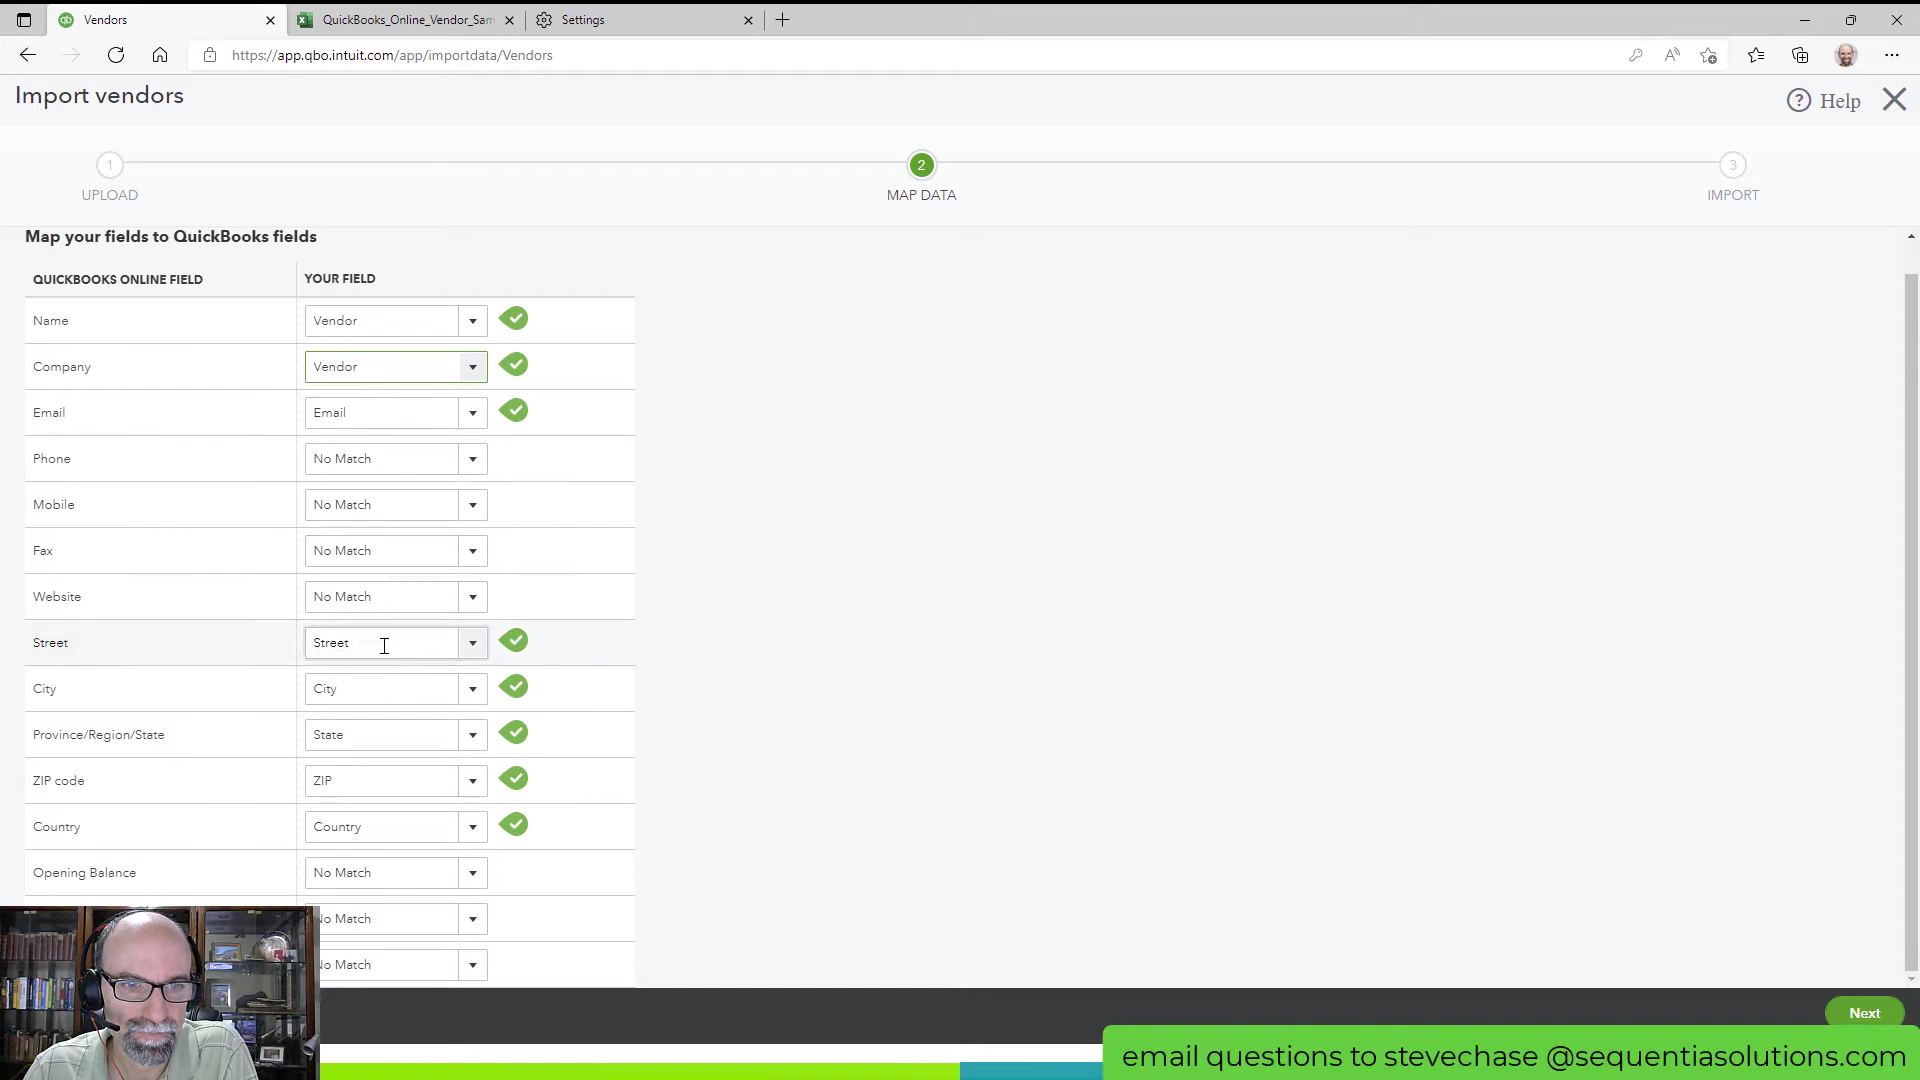 Vendors
QuickBooks_Online_Vendor_Sam
Settings
https://app.qbo.intuit.com/app/importdata/Vendors
Import vendors
Help
1
2
3
UPLOAD
MAP DATA
IMPORT
Map your fields to QuickBooks fields
QUICKBOOKS ONLINE FIELD
YOUR FIELD
Name
Vendor
Company
Vendor
Email
Email
Phone
No Match
Mobile
No Match
Fax
No Match
Website
No Match
Street
Street
City
City
Province/Region/State
State
ZIP code
ZIP
Country
Country
Opening Balance
No Match
No Match
No Match
Next
email questions to stevechase @sequentiasolutions.com